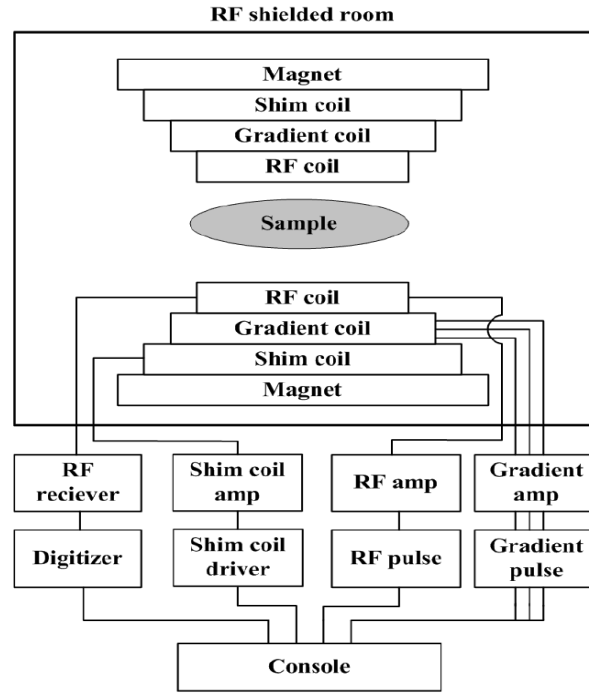 RF shielded room
Magnet
Shim coil
Gradient coil
RF coil
Sample
RF coil
Gradient coil
Shim coil
Magnet
RF
reciever
Shim coil
amp
RF amp
Gradient
amp
Digitizer
Shim coil
driver
RF pulse
Gradient
pulse
Console